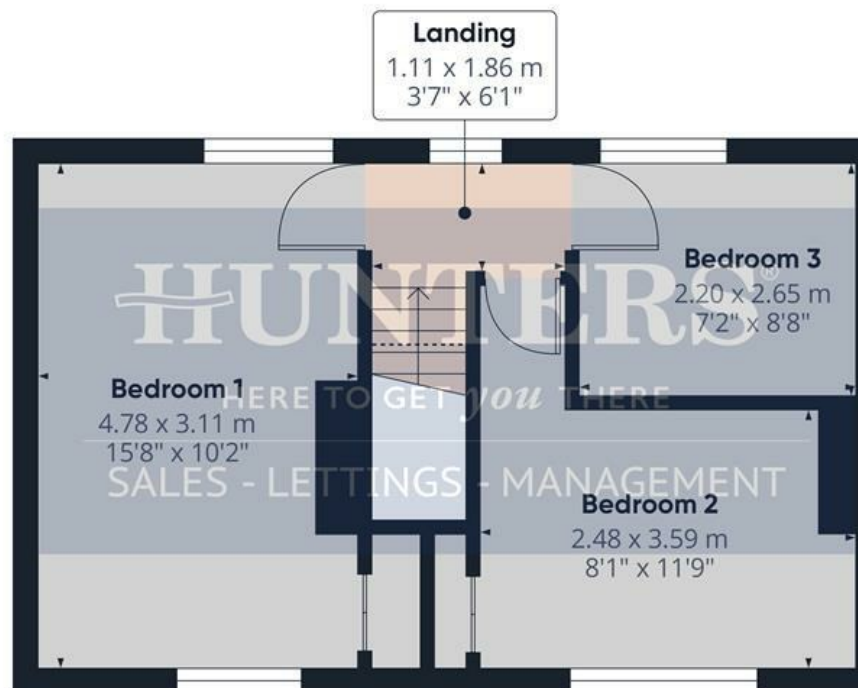 Landing
1.11 x 1.86 m
3'7" x 6'1"
Bedroom 3
2.20 x 2.65 m
7'2" x 8'8"
HUNTERS®
HERE TO GET you THERE
SALES - LETTINGS - MANAGEMENT
Bedroom 1
4.78 x 3.11 m
15'8" x 10'2"
Bedroom 2
2.48 x 3.59 m
8'1" x 11'9"